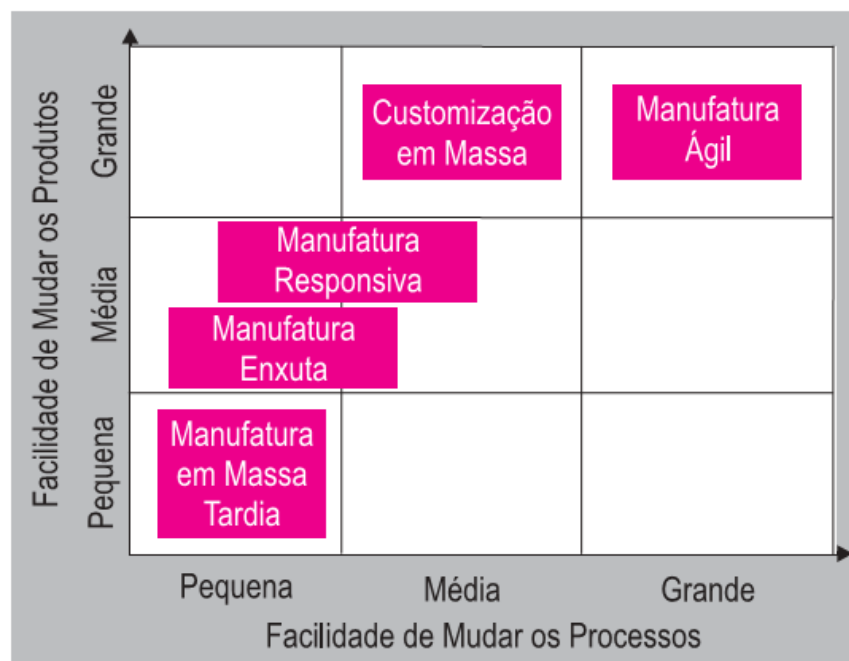 Facilidade de Mudar os Produtos
Grande
Média
Pequena
Customização
em Massa
Manufatura
Ágil
Manufatura
Responsiva
Manufatura
Enxuta
Manufatura
em Massa
Tardia
Pequena
Média
Grande
Facilidade de Mudar os Processos